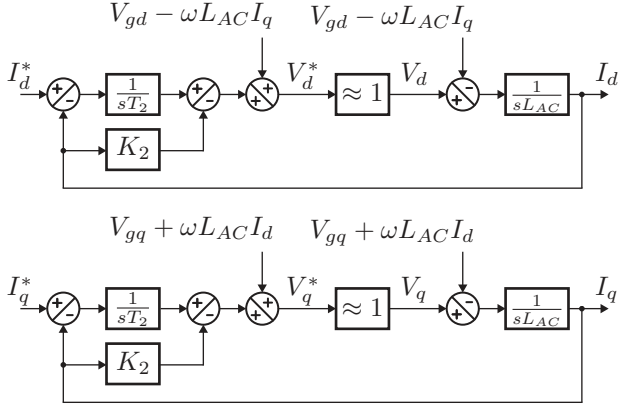 V_{gd} − ωL_{AC}I_q V_{gd} − ωL_{AC}I_q
I_d^* + − 1/(sT_2) + − + + V_d^* ≈ 1 V_d − + 1/(sL_{AC}) I_d
K_2
V_{gq} + ωL_{AC}I_d V_{gq} + ωL_{AC}I_d
I_q^* + − 1/(sT_2) + − + + V_q^* ≈ 1 V_q − + 1/(sL_{AC}) I_q
K_2